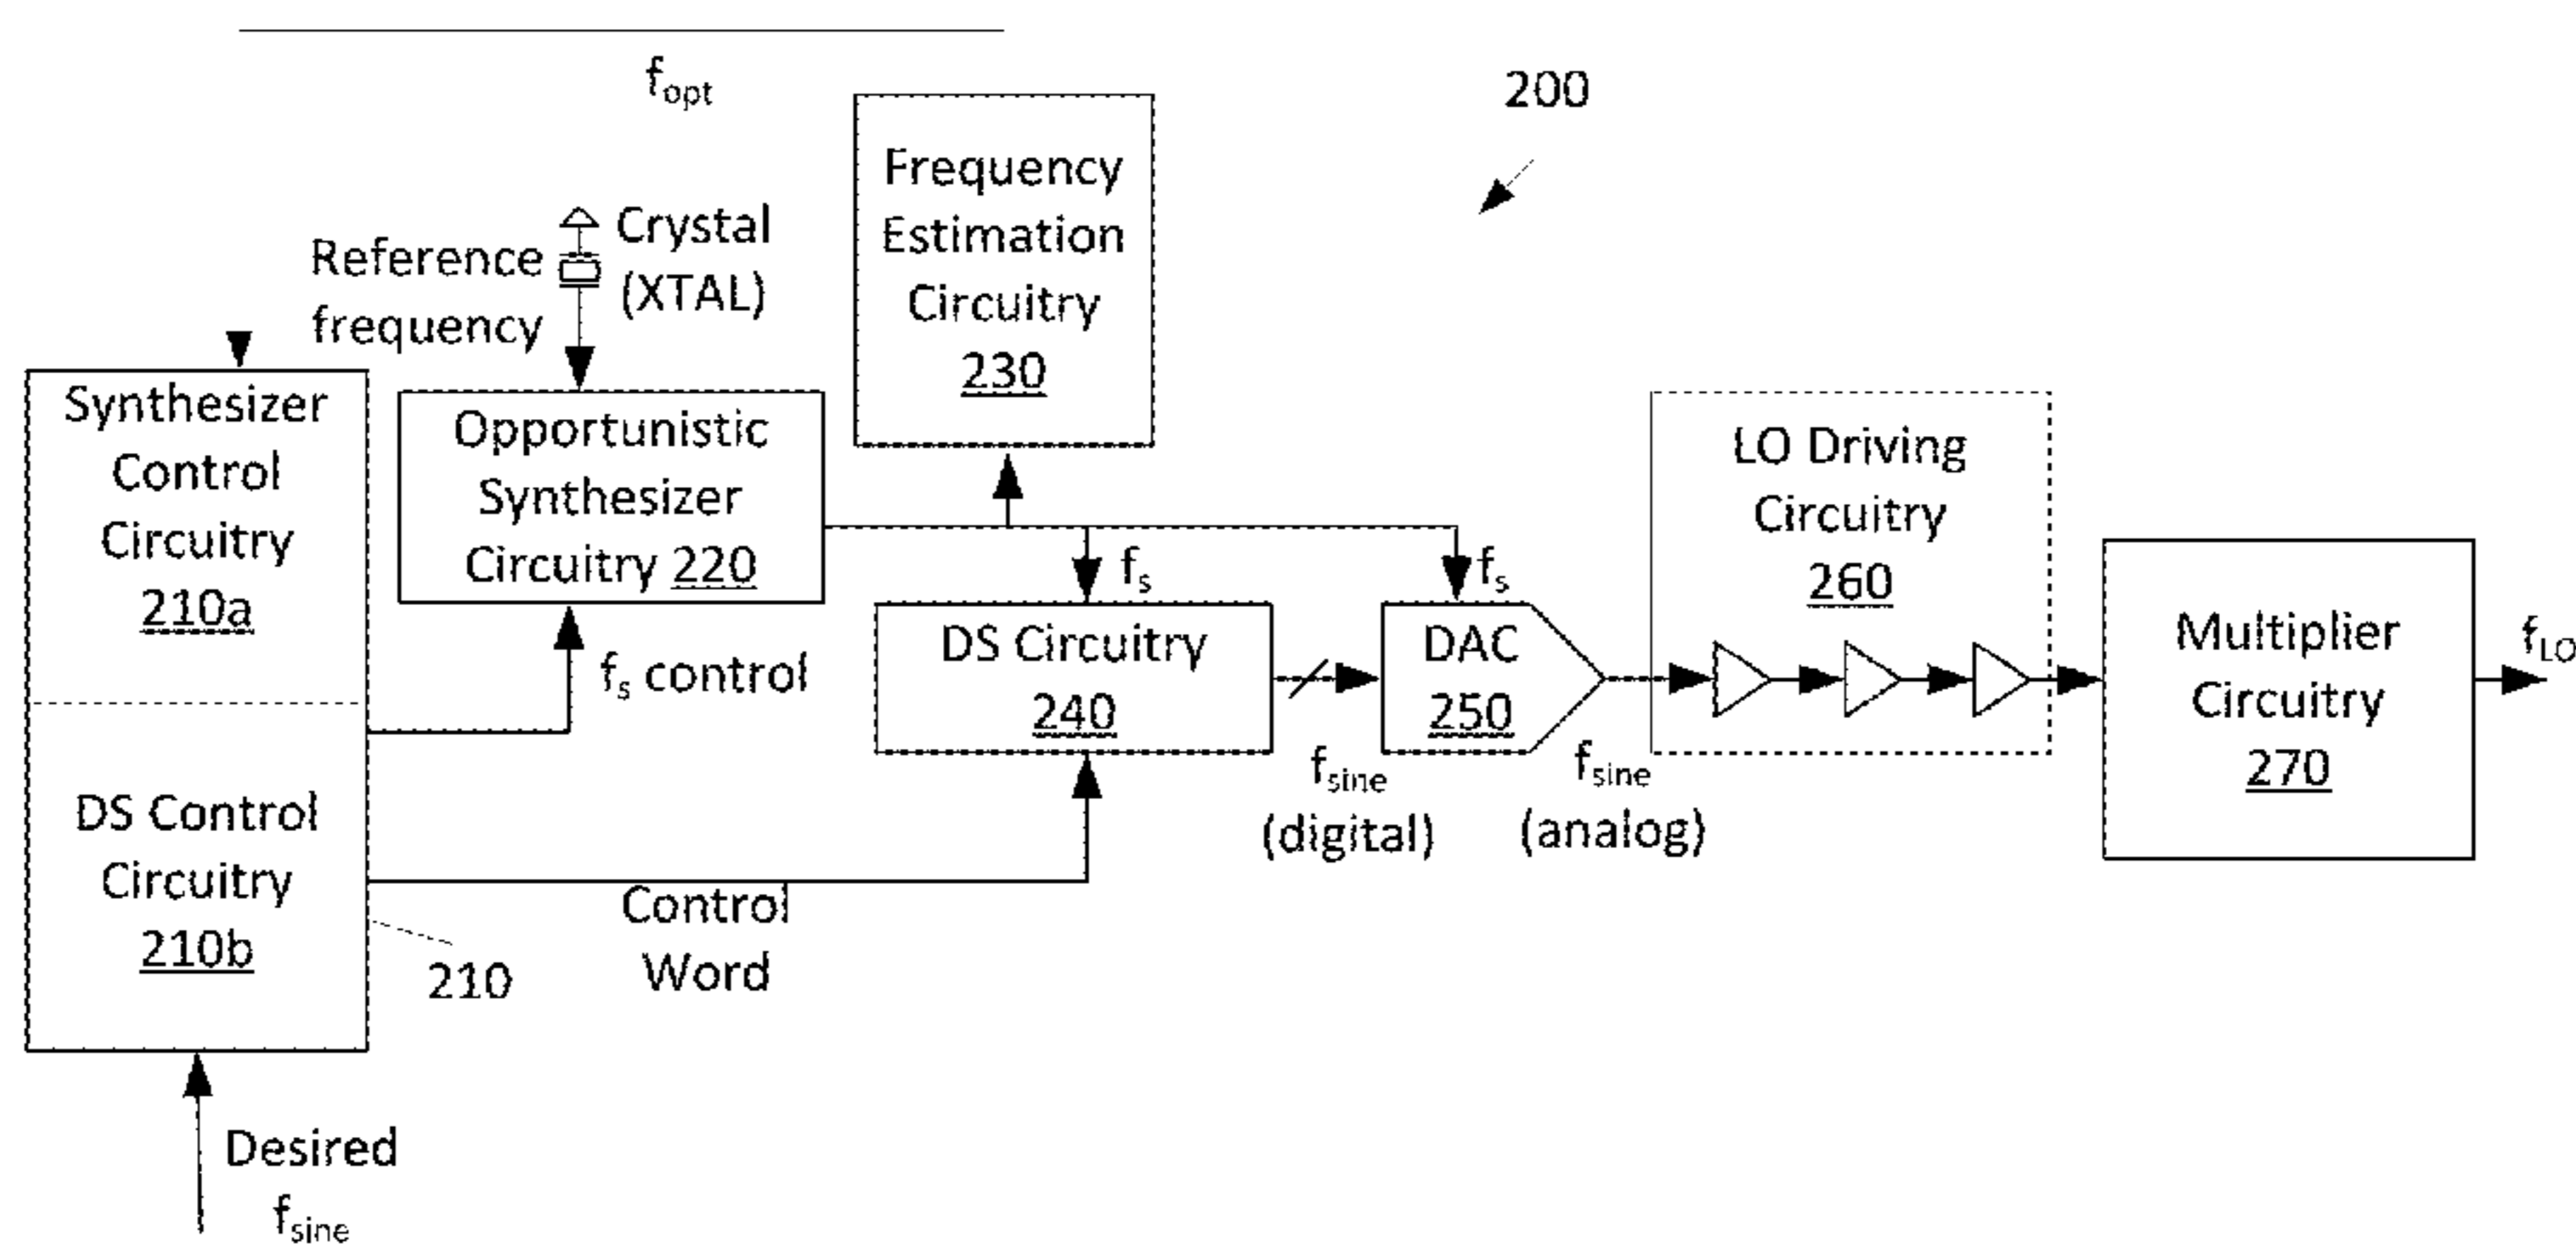 f_opt
200
Frequency
Estimation
Circuitry
230
Crystal
(XTAL)
Reference
frequency
Synthesizer
Control
Circuitry
210a
Opportunistic
Synthesizer
Circuitry 220
f_s control
f_s
f_s
DS Circuitry
240
DAC
250
LO Driving
Circuitry
260
Multiplier
Circuitry
270
f_LO
f_sine
(digital)
f_sine
(analog)
DS Control
Circuitry
210b
Control
Word
210
Desired
f_sine